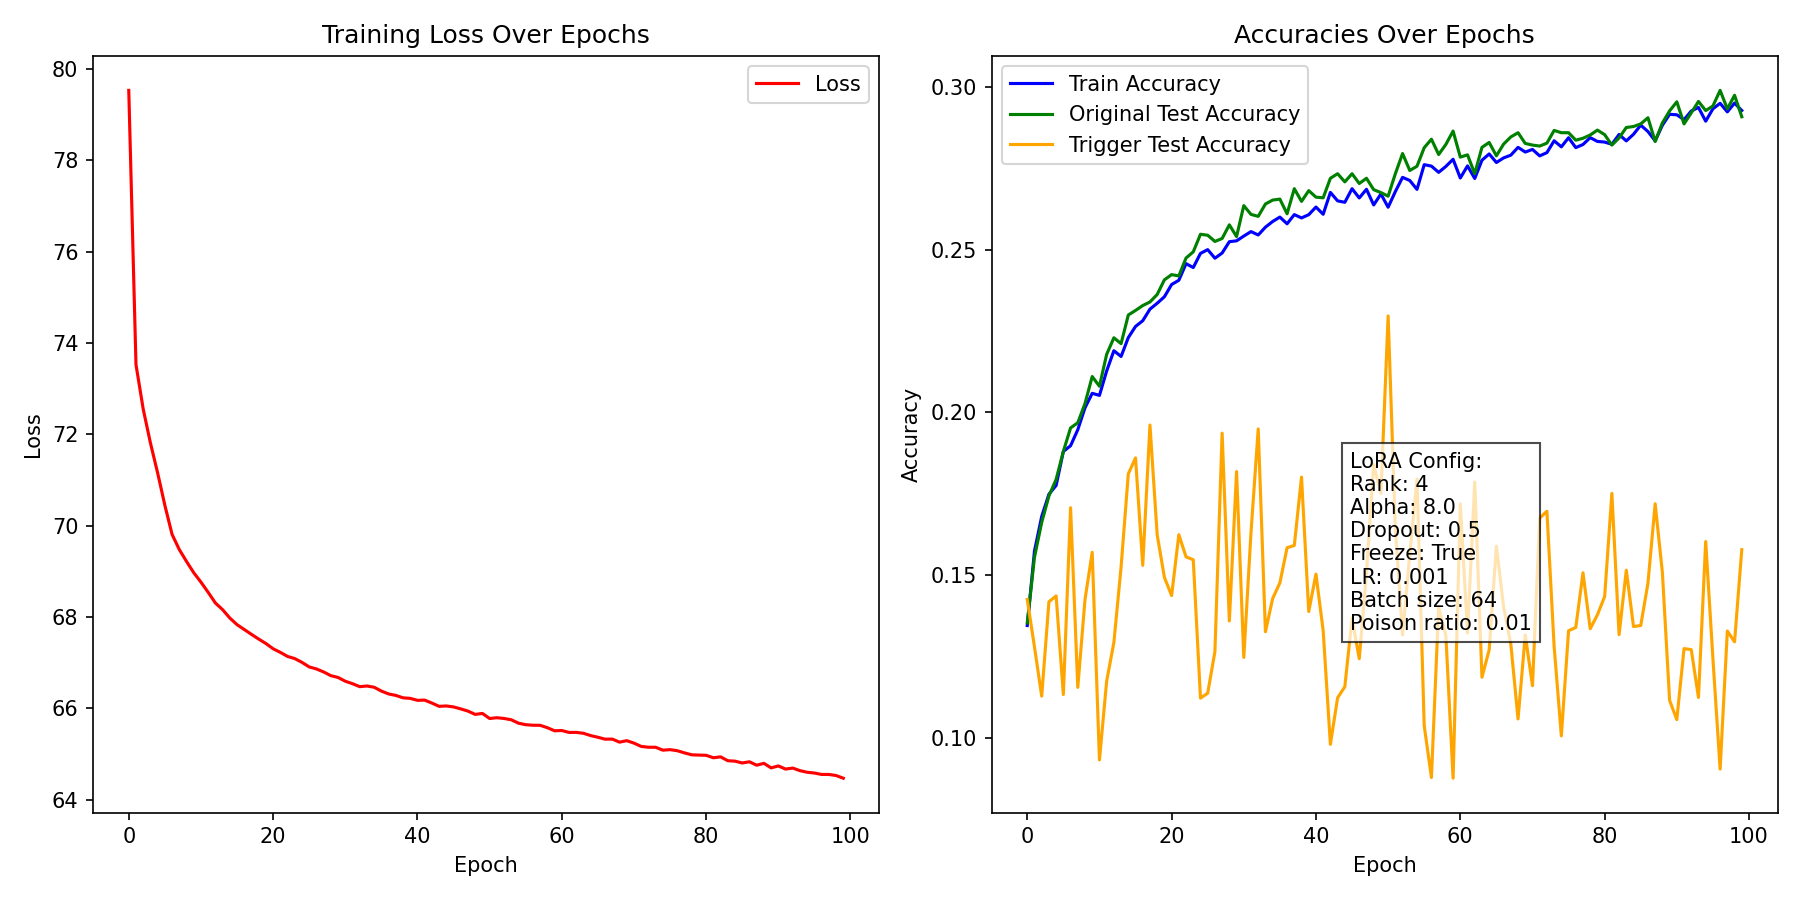 Training Loss Over Epochs
Loss
80
78
76
74
72
70
68
66
64
Loss
0 20 40 60 80 100
Epoch
Accuracies Over Epochs
Train Accuracy
Original Test Accuracy
Trigger Test Accuracy
0.30
0.25
0.20
0.15
0.10
Accuracy
LoRA Config:
Rank: 4
Alpha: 8.0
Dropout: 0.5
Freeze: True
LR: 0.001
Batch size: 64
Poison ratio: 0.01
0 20 40 60 80 100
Epoch